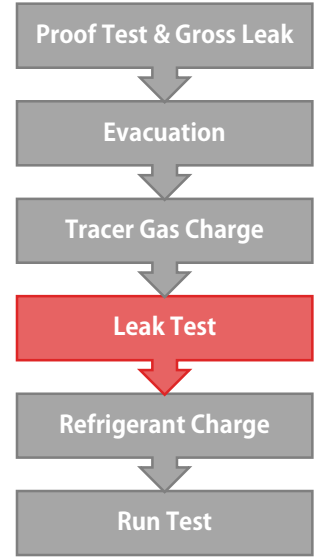 Proof Test & Gross Leak
Evacuation
Tracer Gas Charge
Leak Test
Refrigerant Charge
Run Test